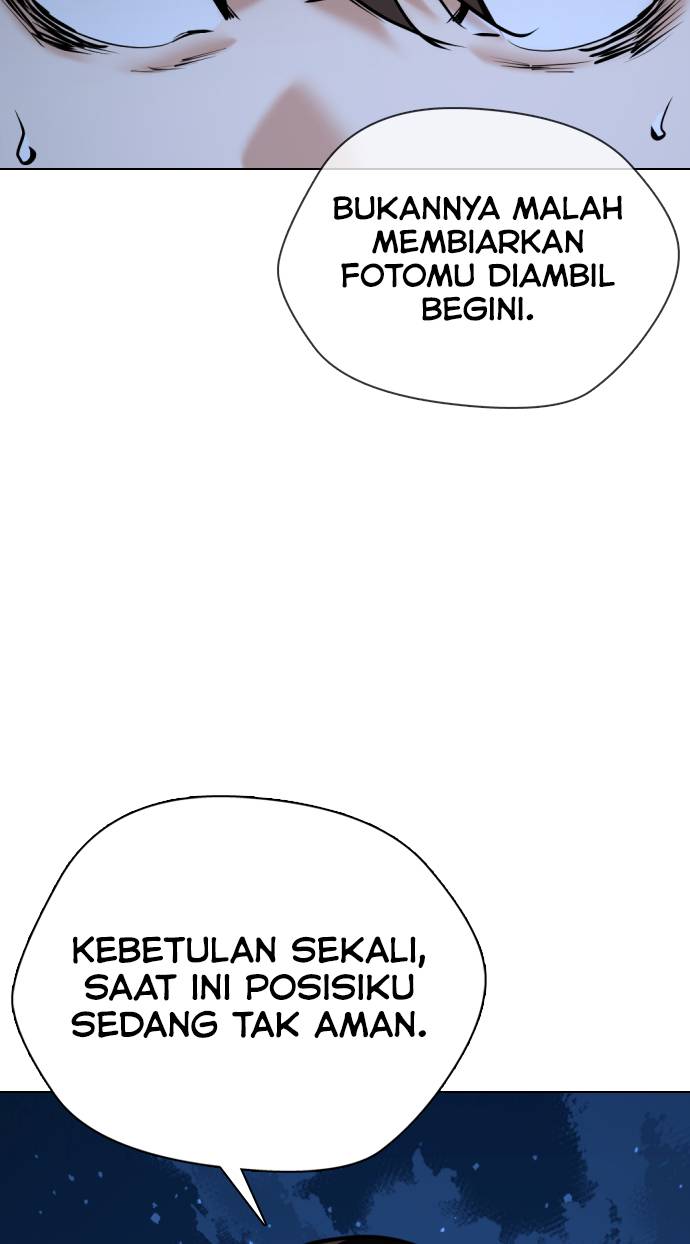 BUKANNYA MALAH
MEMBIARKAN
FOTOMU DIAMBIL
BEGINI.
KEBETULAN SEKALI,
SAAT INI POSISIKU
SEDANG TAK AMAN.